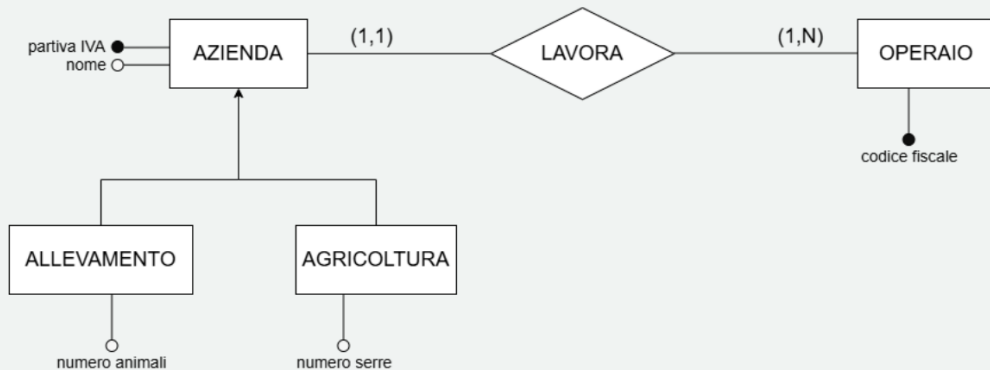 AZIENDA
partiva IVA
nome
(1,1)
LAVORA
(1,N)
OPERAIO
codice fiscale
ALLEVAMENTO
AGRICOLTURA
numero animali
numero serre